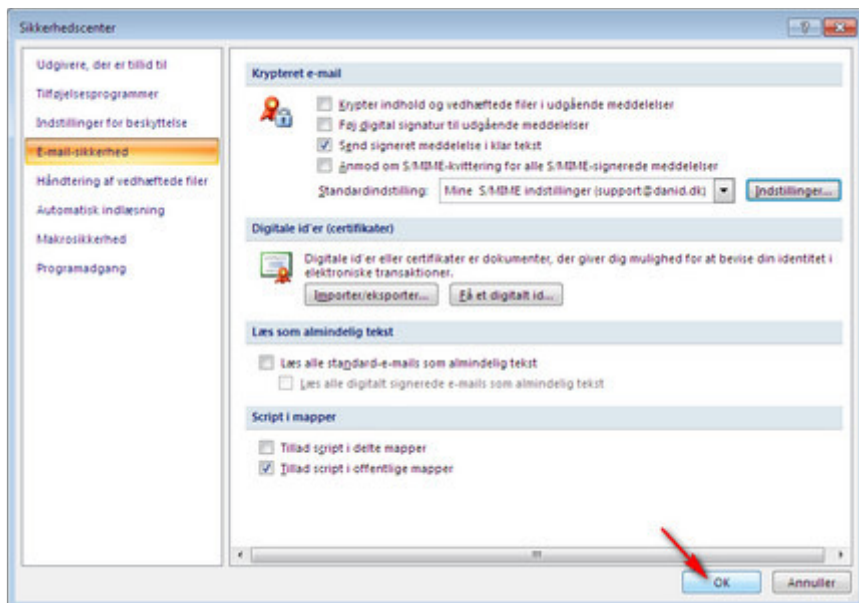 Sikkerhedscenter
Udgivere, der er tillid til
Tilføjelsesprogrammer
Indstillinger for beskyttelse
E-mail-sikkerhed
Håndtering af vedhæftede filer
Automatisk indlæsning
Makrosikkerhed
Programadgang
Krypteret e-mail
Krypter indhold og vedhæftede filer i udgående meddelelser
Føj digital signatur til udgående meddelelser
Send signeret meddelelse i klar tekst
Anmod om S/MIME-kvittering for alle S/MIME-signerede meddelelser
Standardindstilling: Mine S/MIME indstillinger (support@danid.dk) Indstillinger...
Digitale id'er (certifikater)
Digitale id'er eller certifikater er dokumenter, der giver dig mulighed for at bevise din identitet i
elektroniske transaktioner.
Importer/eksporter... Få et digitalt id...
Læs som almindelig tekst
Læs alle standard-e-mails som almindelig tekst
Læs alle digitalt signerede e-mails som almindelig tekst
Script i mapper
Tillad script i delte mapper
Tillad script i offentlige mapper
OK Annuller